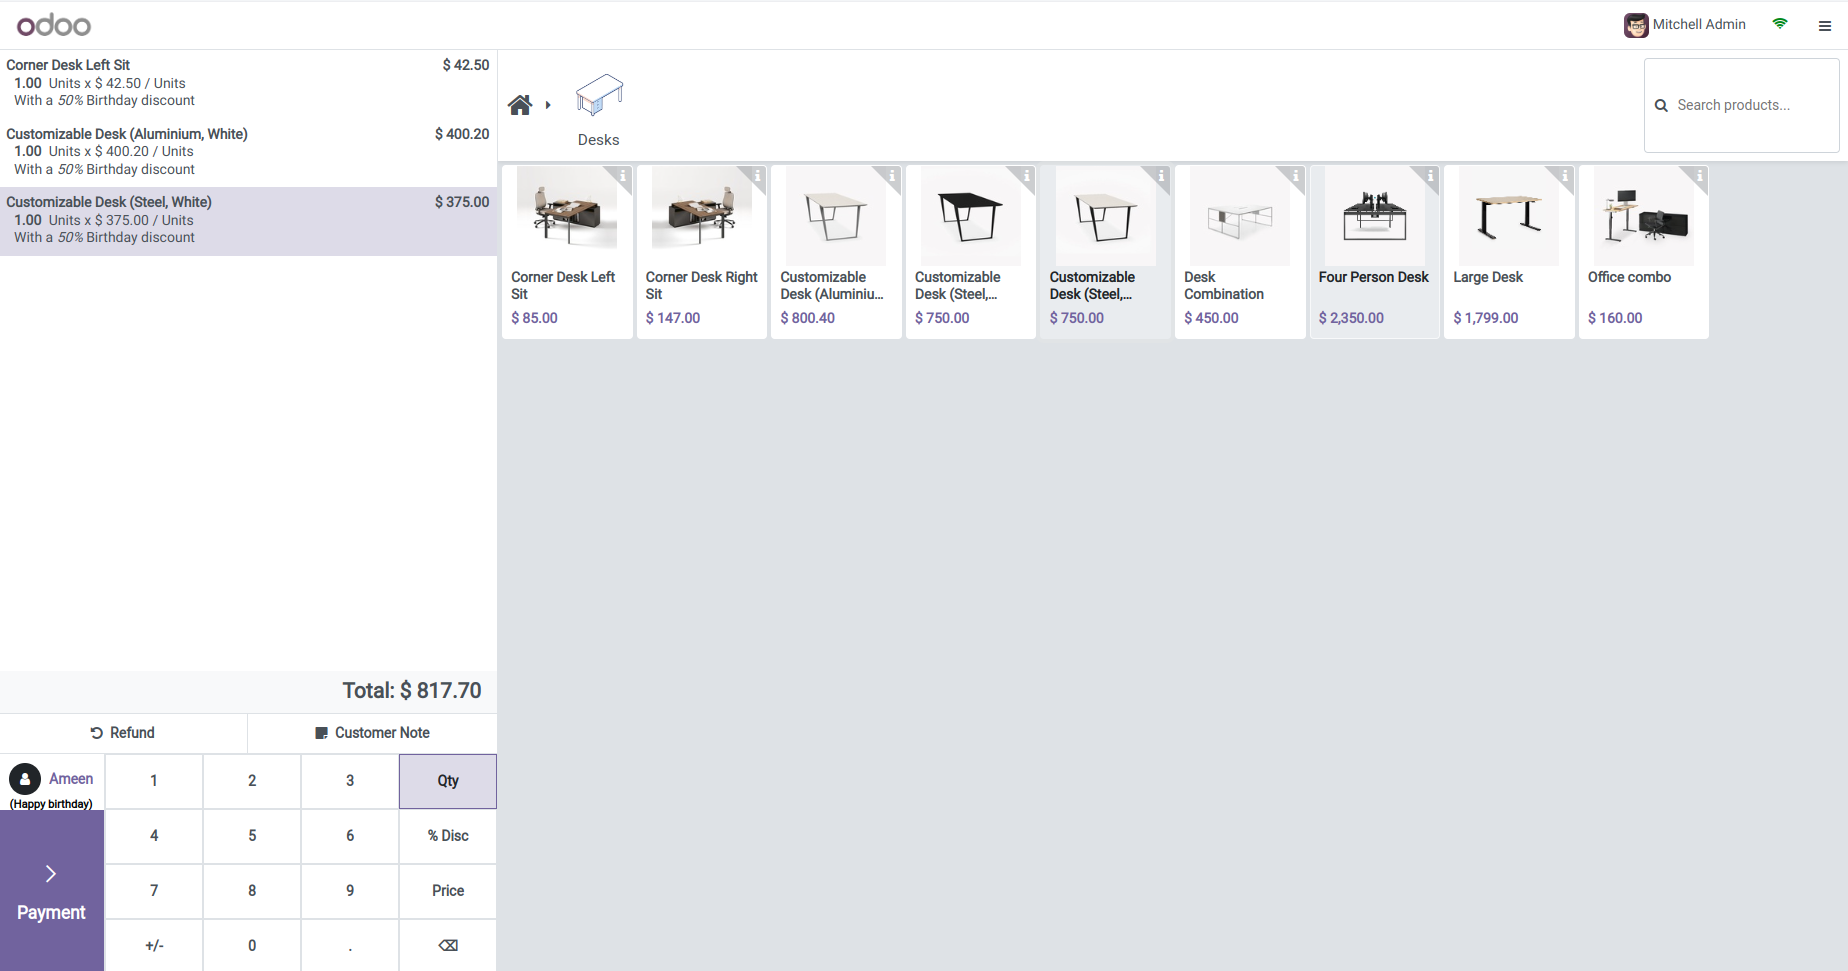 odoo
Mitchell Admin
Corner Desk Left Sit $ 42.50
1.00 Units x $ 42.50 / Units
With a 50% Birthday discount
Customizable Desk (Aluminium, White) $ 400.20
1.00 Units x $ 400.20 / Units
With a 50% Birthday discount
Customizable Desk (Steel, White) $ 375.00
1.00 Units x $ 375.00 / Units
With a 50% Birthday discount
Total: $ 817.70
Refund
Customer Note
Ameen
(Happy birthday)
Payment
1 2 3 Qty
4 5 6 % Disc
7 8 9 Price
+/- 0 .
Desks
Search products...
Corner Desk Left
Sit
$ 85.00
Corner Desk Right
Sit
$ 147.00
Customizable
Desk (Aluminiu...
$ 800.40
Customizable
Desk (Steel,...
$ 750.00
Customizable
Desk (Steel,...
$ 750.00
Desk
Combination
$ 450.00
Four Person Desk
$ 2,350.00
Large Desk
$ 1,799.00
Office combo
$ 160.00